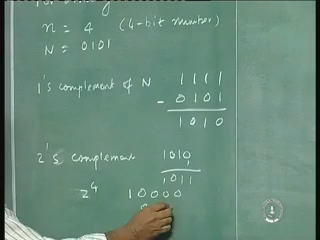 n = 4 (4-bit number)
N = 0101
1's complement of N 1111
- 0101
1010
2's complement 1010
1011
2^4 10000